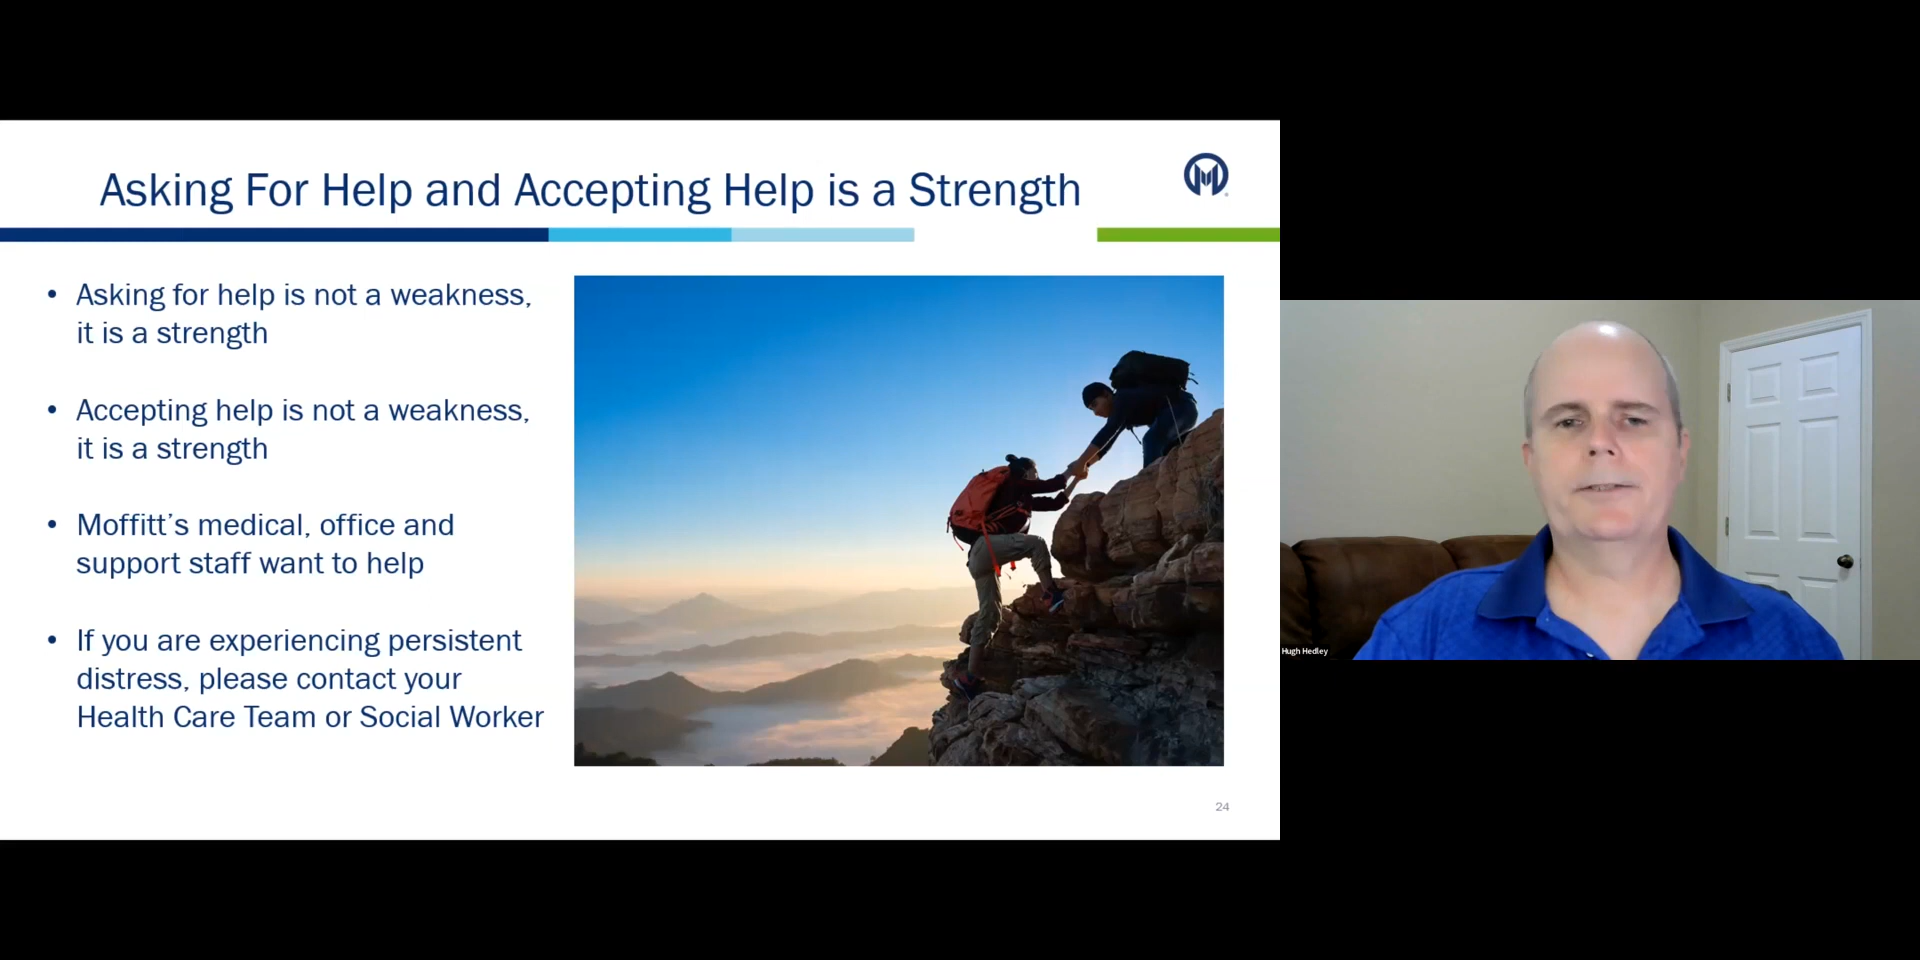 Asking For Help and Accepting Help is a Strength
• Asking for help is not a weakness,
it is a strength
• Accepting help is not a weakness,
it is a strength
• Moffitt’s medical, office and
support staff want to help
• If you are experiencing persistent
distress, please contact your
Health Care Team or Social Worker
24
Hugh Hedley